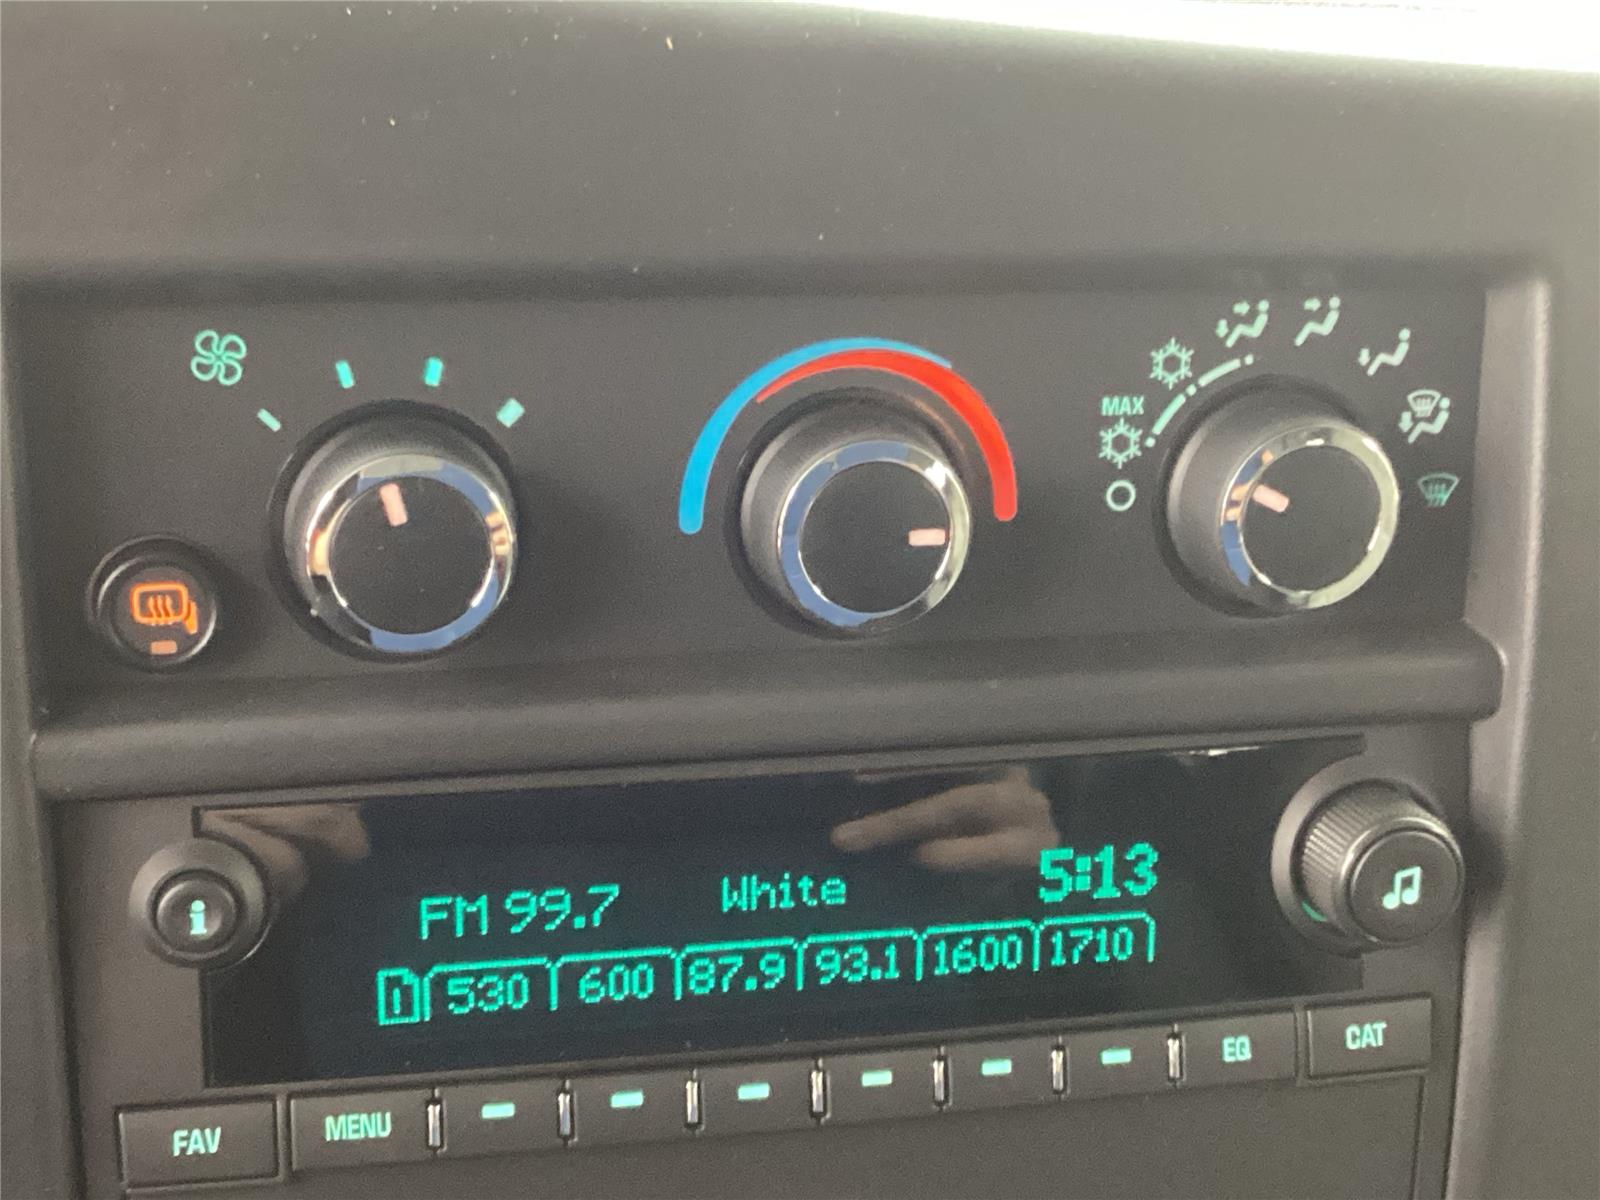 MAX
FM 99.7 White 5:13
530 600 87.9 93.1 1600 1710
i
FAV MENU EQ CAT